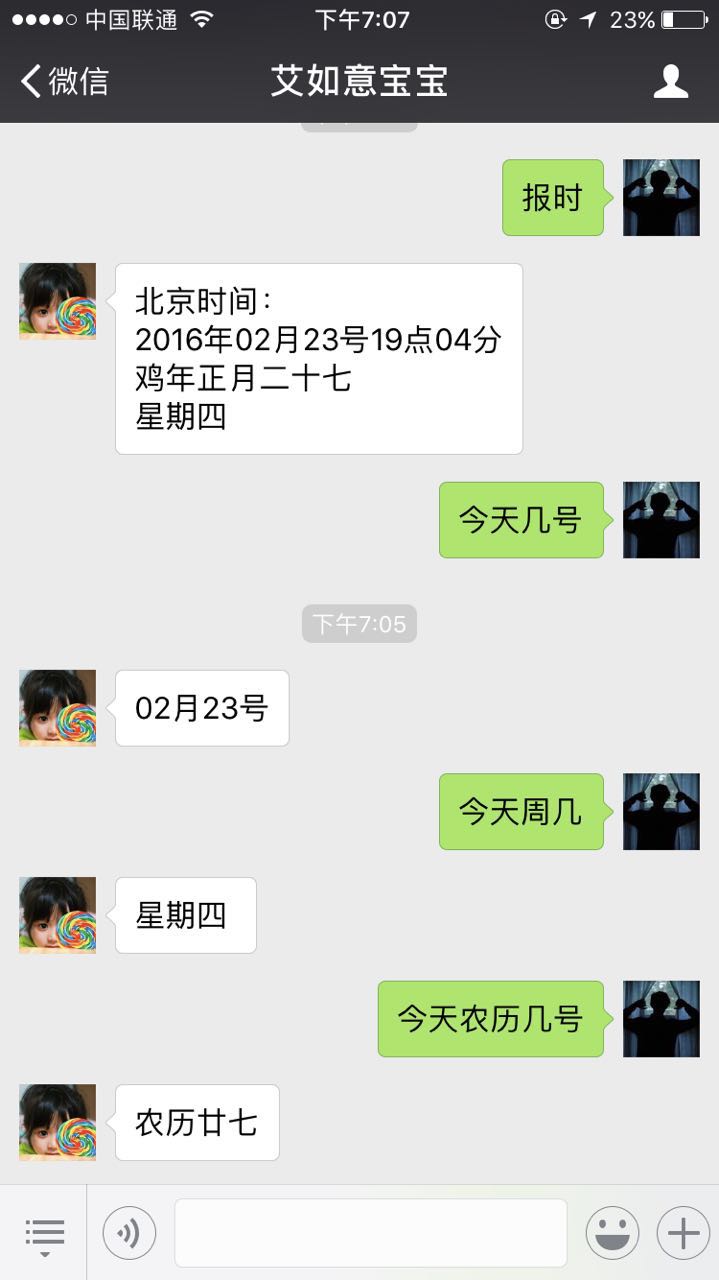 中国联通
下午7:07
23%
微信
艾如意宝宝
报时
北京时间：
2016年02月23号19点04分
鸡年正月二十七
星期四
今天几号
下午7:05
02月23号
今天周几
星期四
今天农历几号
农历廿七